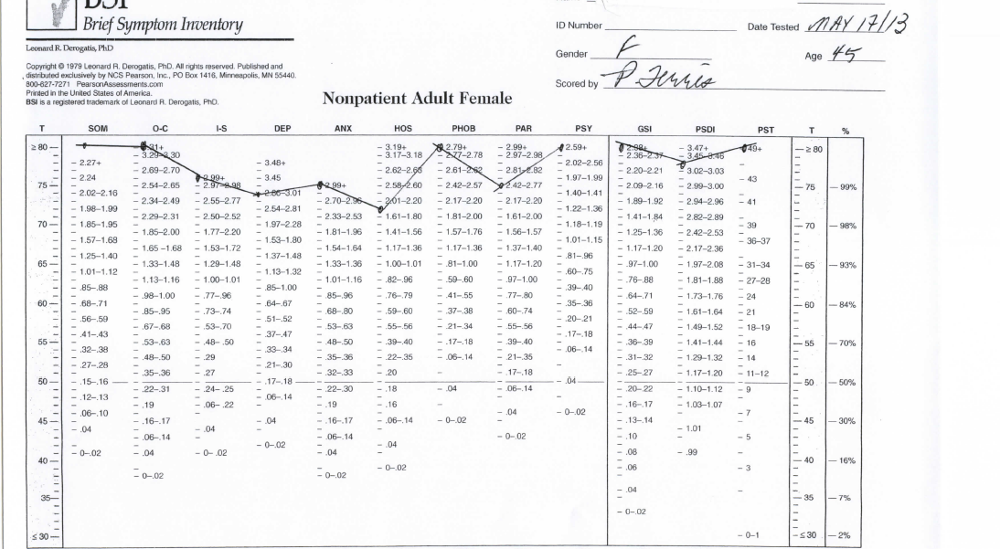 BSI
Brief Symptom Inventory
Leonard R. Derogatis, PhD
Copyright © 1979 Leonard R. Derogatis, PhD. All rights reserved. Published and
distributed exclusively by NCS Pearson, Inc., PO Box 1416, Minneapolis, MN 55440.
800-627-7271 PearsonAssessments.com
Printed in the United States of America.
BSI is a registered trademark of Leonard R. Derogatis, PhD.
ID Number
Date Tested MAY 17/13
Gender F
Age 45
Scored by P. Ferris
Nonpatient Adult Female
T SOM O-C I-S DEP ANX HOS PHOB PAR PSY GSI PSDI PST T %
≥ 80 3.19+ 2.79+ 2.99+ 2.59+ 3.47+ 49+ ≥ 80
3.29–3.30 3.17–3.18 2.77–2.78 2.97–2.98 2.36–2.37 3.45–3.46
2.27+ 3.48+ 2.02–2.56
2.24 2.69–2.70 2.99+ 3.45 2.61–2.62 2.81–2.82 1.97–1.99 2.20–2.21 3.02–3.03 43
75 2.02–2.16 2.54–2.65 2.97–2.98 2.86–3.01 2.99+ 2.58–2.60 2.42–2.57 2.42–2.77 1.40–1.41 2.09–2.16 2.99–3.00 75 99%
1.98–1.99 2.34–2.49 2.55–2.77 2.54–2.81 2.70–2.96 2.01–2.20 2.17–2.20 2.17–2.20 1.22–1.36 1.89–1.92 2.94–2.96 41
70 1.85–1.95 2.29–2.31 2.50–2.52 1.97–2.28 2.33–2.53 1.61–1.80 1.81–2.00 1.61–2.00 1.18–1.19 1.41–1.84 2.82–2.89 39 70 98%
1.57–1.68 1.85–2.00 1.77–2.20 1.53–1.80 1.81–1.96 1.41–1.56 1.57–1.76 1.56–1.57 1.01–1.15 1.25–1.36 2.42–2.53 36–37
1.25–1.40 1.65–1.68 1.53–1.72 1.37–1.48 1.54–1.64 1.17–1.36 1.17–1.36 1.37–1.40 .81–.96 1.17–1.20 2.17–2.36
65 1.01–1.12 1.33–1.48 1.29–1.48 1.13–1.32 1.33–1.36 1.00–1.01 .81–1.00 1.17–1.20 .60–.75 .97–1.00 1.97–2.08 31–34 65 93%
.85–.88 1.13–1.16 1.00–1.01 .85–1.00 1.01–1.16 .82–.96 .59–.60 .97–1.00 .39–.40 .76–.88 1.81–1.88 27–28
60 .68–.71 .98–1.00 .77–.96 .64–.67 .85–.96 .76–.79 .41–.55 .77–.80 .35–.36 .64–.71 1.73–1.76 24 60 84%
.56–.59 .85–.95 .73–.74 .51–.52 .68–.80 .59–.60 .37–.38 .60–.74 .20–.21 .52–.59 1.61–1.64 21
.41–.43 .67–.68 .53–.70 .37–.47 .53–.63 .55–.56 .21–.34 .55–.56 .17–.18 .44–.47 1.49–1.52 18–19
55 .32–.38 .53–.63 .48–.50 .33–.34 .48–.50 .39–.40 .17–.18 .39–.40 .06–.14 .36–.39 1.41–1.44 16 55 70%
.27–.28 .48–.50 .29 .21–.30 .35–.36 .22–.35 .06–.14 .21–.35 .31–.32 1.29–1.32 14
50 .15–.16 .35–.36 .27 .17–.18 .32–.33 .20 .17–.18 .04 .25–.27 1.17–1.20 11–12 50 50%
.12–.13 .22–.31 .24–.25 .06–.14 .22–.30 .18 .04 .06–.14 .20–.22 1.10–1.12 9
.06–.10 .19 .06–.22 .19 .16 0–.02 .16–.17 1.03–1.07 7
45 .04 .16–.17 .04 .04 .16–.17 .06–.14 0–.02 .04 .13–.14 1.01 45 30%
.06–.14 0–.02 .06–.14 .04 0–.02 .10 5
0–.02 .04 0–.02 .04 .08 .99
40 0–.02 0–.02 0–.02 .06 3 40 16%
35 .04 35 7%
0–.02
≤ 30 0–1 ≤ 30 2%